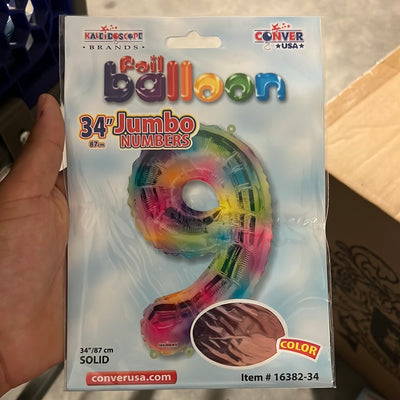 KALEIDOSCOPE
• BRANDS •
CONVER
★ USA ★
foil
balloon
34" Jumbo
87cm NUMBERS
34"/87 cm
SOLID
COLOR
converusa.com
Item # 16382-34